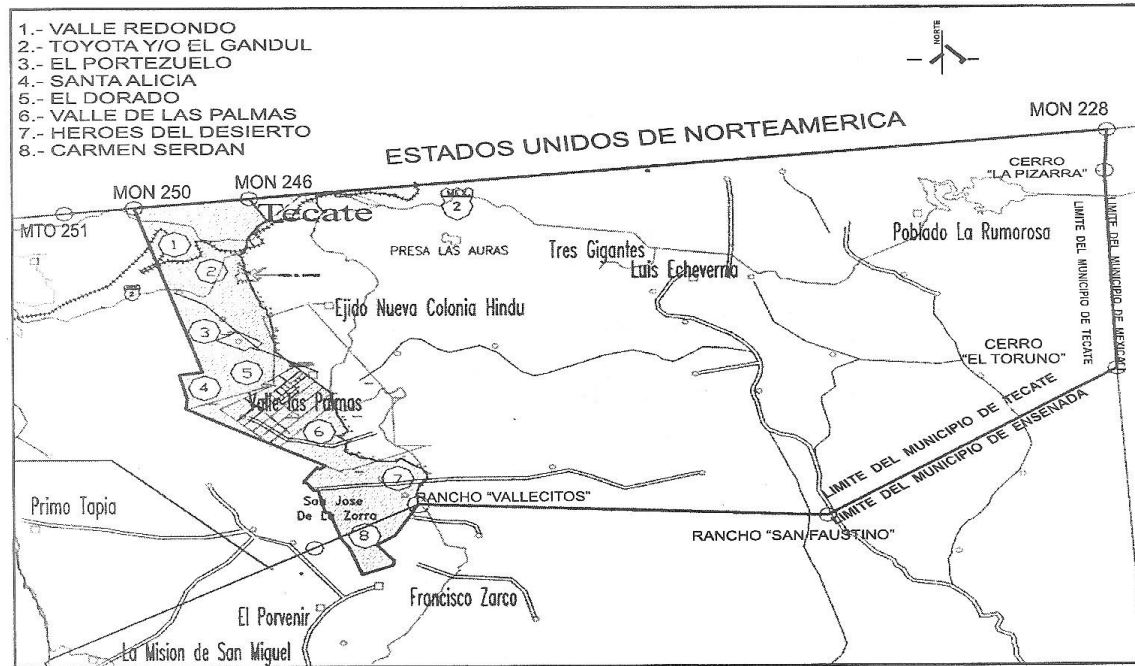 1.- VALLE REDONDO
2.- TOYOTA Y/O EL GANDUL
3.- EL PORTEZUELO
4.- SANTA ALICIA
5.- EL DORADO
6.- VALLE DE LAS PALMAS
7.- HEROES DEL DESIERTO
8.- CARMEN SERDAN
NORTE
MON 228
ESTADOS UNIDOS DE NORTEAMERICA
MON 250
MON 246
MTO 251
Tecate
2
CERRO
"LA PIZARRA"
1
2
PRESA LAS AURAS
Tres Gigantes
Luis Echeverria
Poblado La Rumorosa
LIMITE DEL MUNICIPIO DE TECATE
LIMITE DEL MUNICIPIO DE MEXICALI
2
Ejido Nueva Colonia Hindu
3
CERRO
"EL TORUNO"
4
5
Valle las Palmas
6
LIMITE DEL MUNICIPIO DE TECATE
LIMITE DEL MUNICIPIO DE ENSENADA
7
San Jose
De La Zorra
RANCHO "VALLECITOS"
Primo Tapia
RANCHO "SAN FAUSTINO"
8
El Porvenir
Francisco Zarco
La Mision de San Miguel